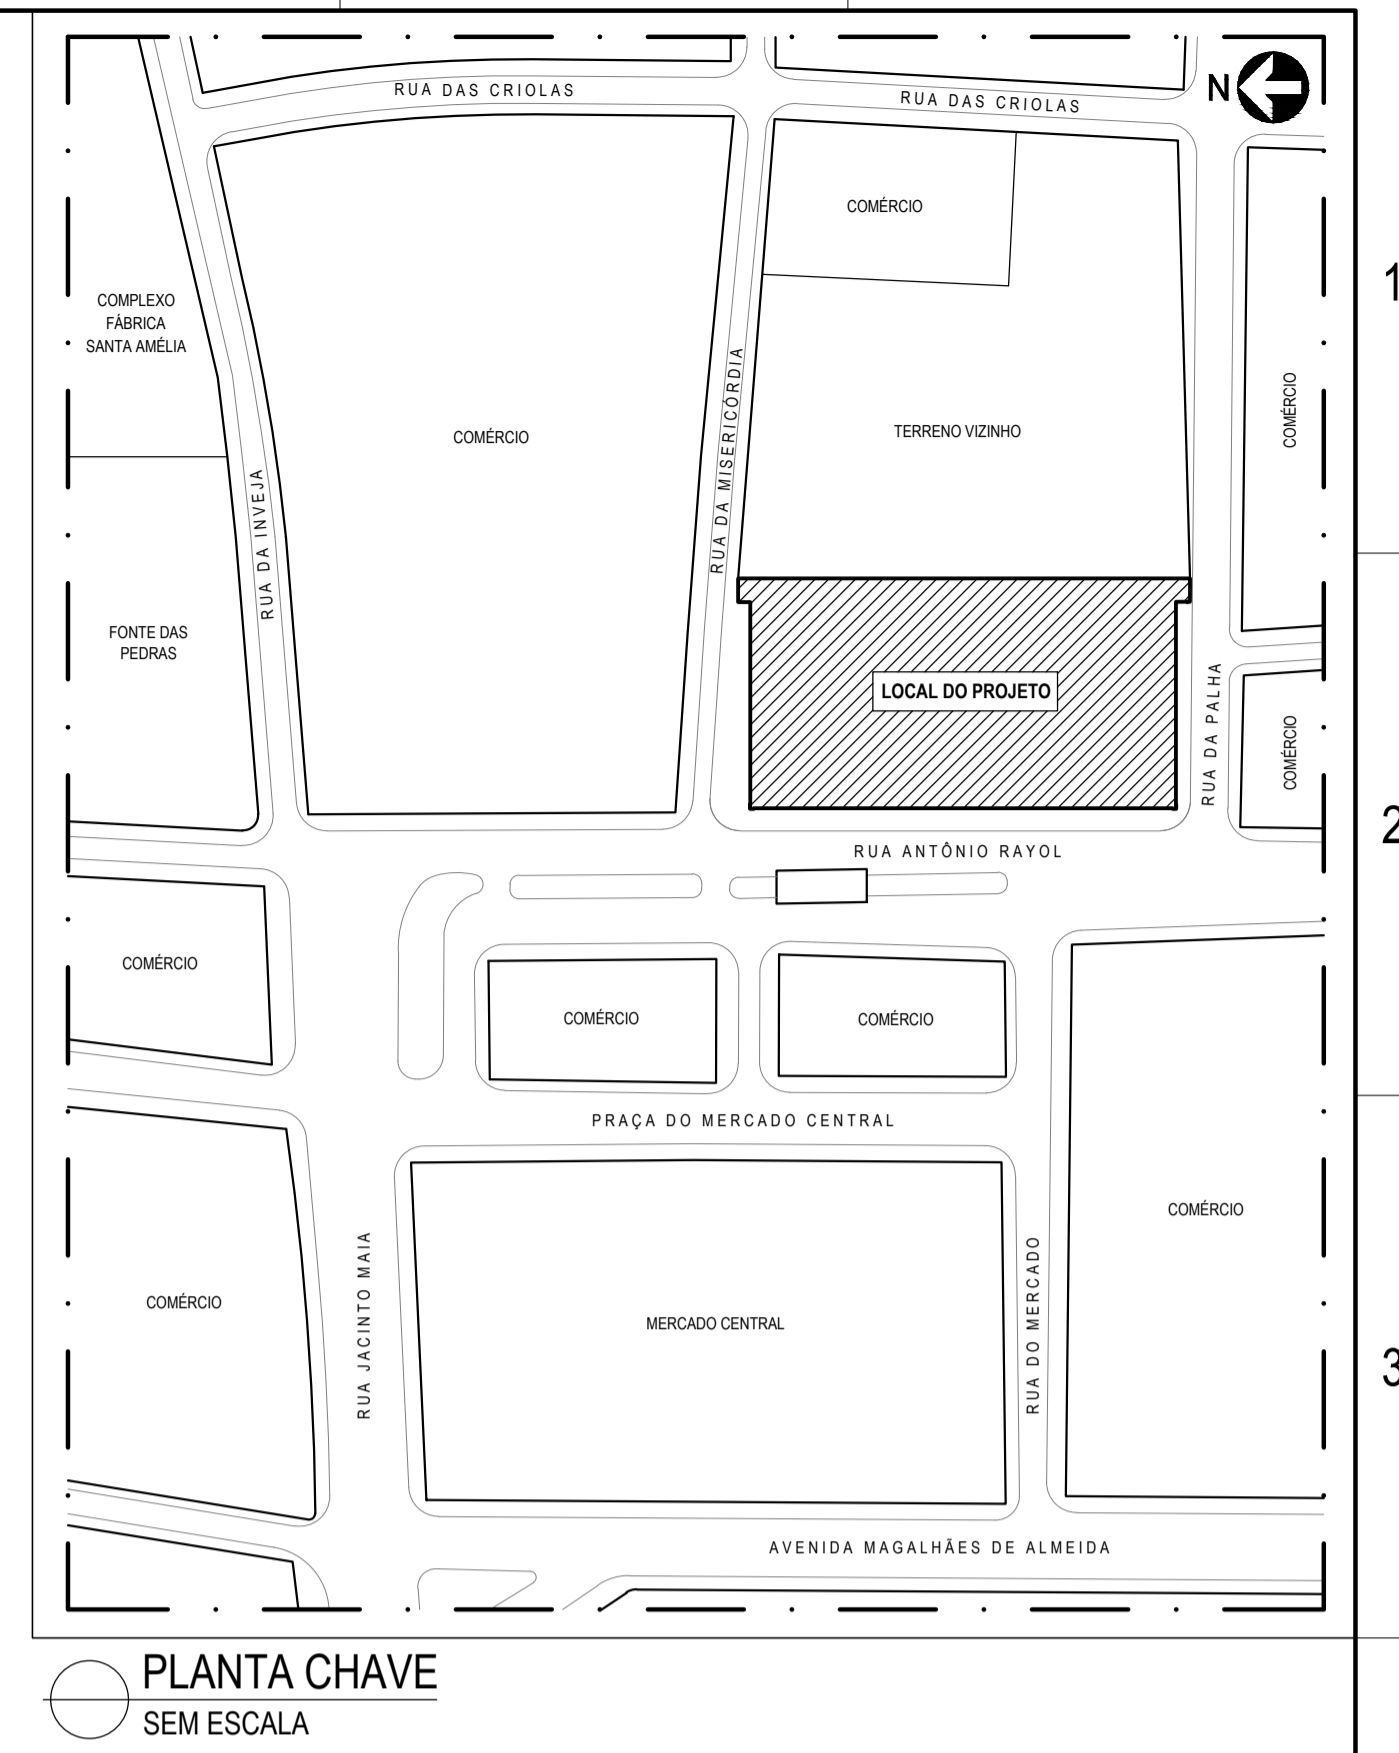 RUA DAS CRIOLAS
RUA DAS CRIOLAS
N
COMÉRCIO
1
COMPLEXO
FÁBRICA
SANTA AMÉLIA
COMÉRCIO
RUA DA MISERICÓRDIA
TERRENO VIZINHO
COMÉRCIO
RUA DA INVEJA
FONTE DAS
PEDRAS
LOCAL DO PROJETO
RUA DA PALHA
COMÉRCIO
2
RUA ANTÔNIO RAYOL
COMÉRCIO
COMÉRCIO
COMÉRCIO
PRAÇA DO MERCADO CENTRAL
COMÉRCIO
COMÉRCIO
RUA JACINTO MAIA
MERCADO CENTRAL
RUA DO MERCADO
3
AVENIDA MAGALHÃES DE ALMEIDA
PLANTA CHAVE
SEM ESCALA